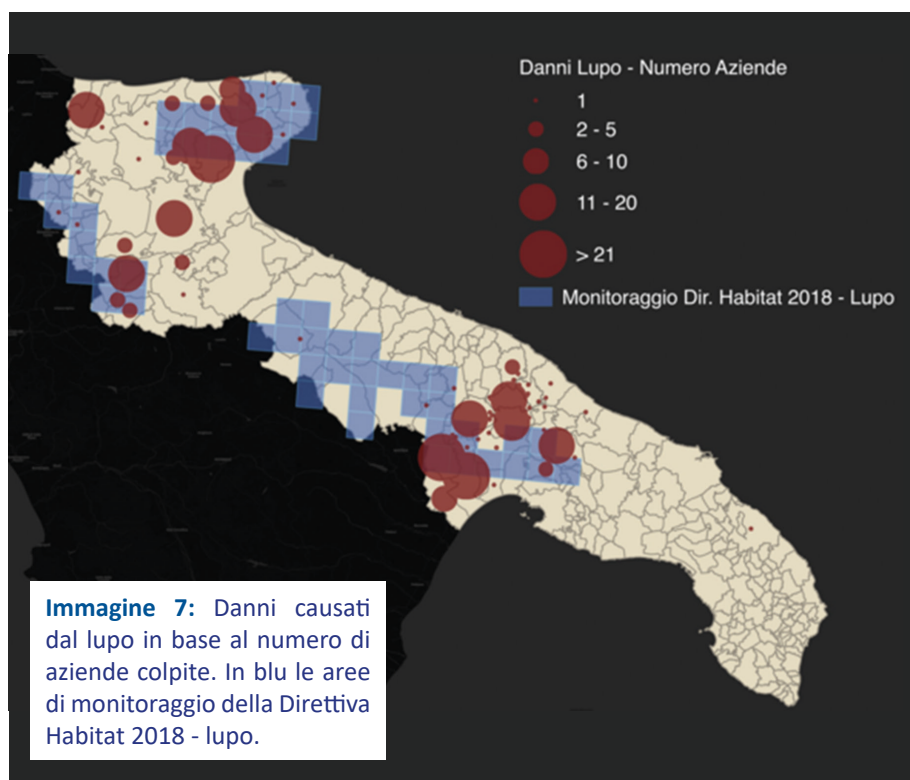 Danni Lupo - Numero Aziende
1
2 - 5
6 - 10
11 - 20
> 21
Monitoraggio Dir. Habitat 2018 - Lupo
Immagine 7: Danni causati
dal lupo in base al numero di
aziende colpite. In blu le aree
di monitoraggio della Direttiva
Habitat 2018 - lupo.